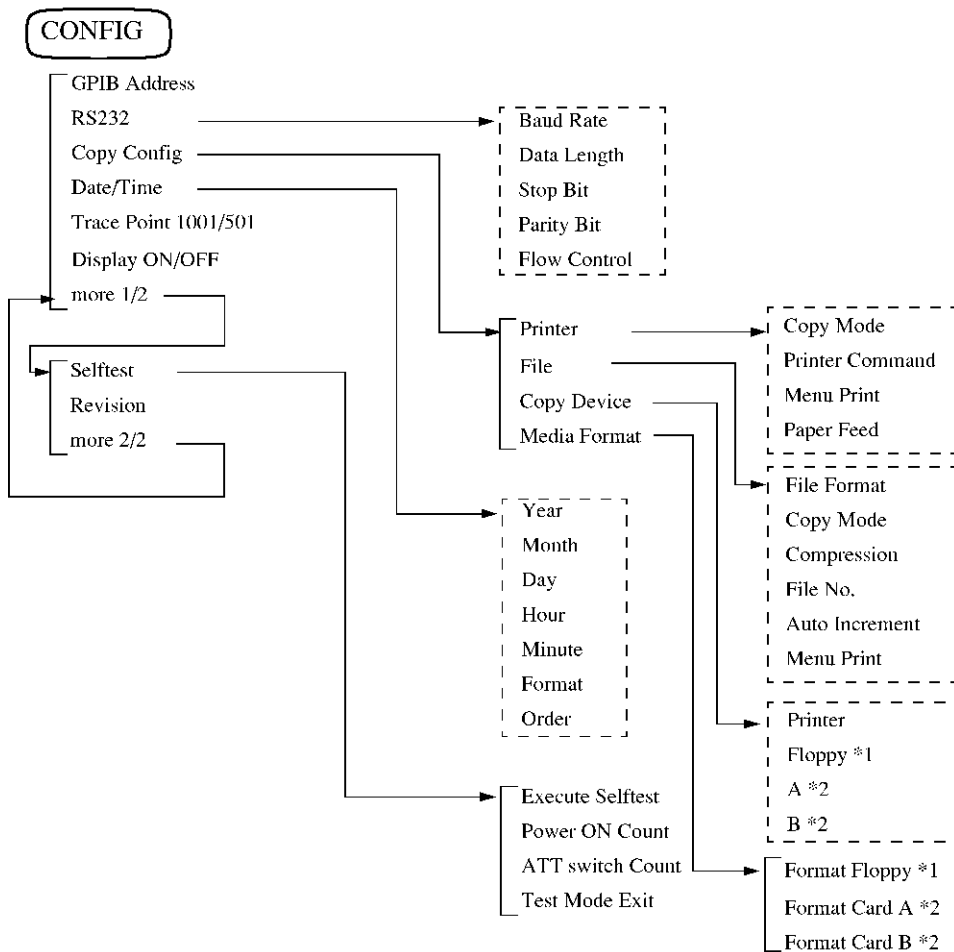 CONFIG
GPIB Address
RS232
Copy Config
Date/Time
Trace Point 1001/501
Display ON/OFF
more 1/2
Selftest
Revision
more 2/2
Baud Rate
Data Length
Stop Bit
Parity Bit
Flow Control
Printer
File
Copy Device
Media Format
Year
Month
Day
Hour
Minute
Format
Order
Execute Selftest
Power ON Count
ATT switch Count
Test Mode Exit
Copy Mode
Printer Command
Menu Print
Paper Feed
File Format
Copy Mode
Compression
File No.
Auto Increment
Menu Print
Printer
Floppy *1
A *2
B *2
Format Floppy *1
Format Card A *2
Format Card B *2